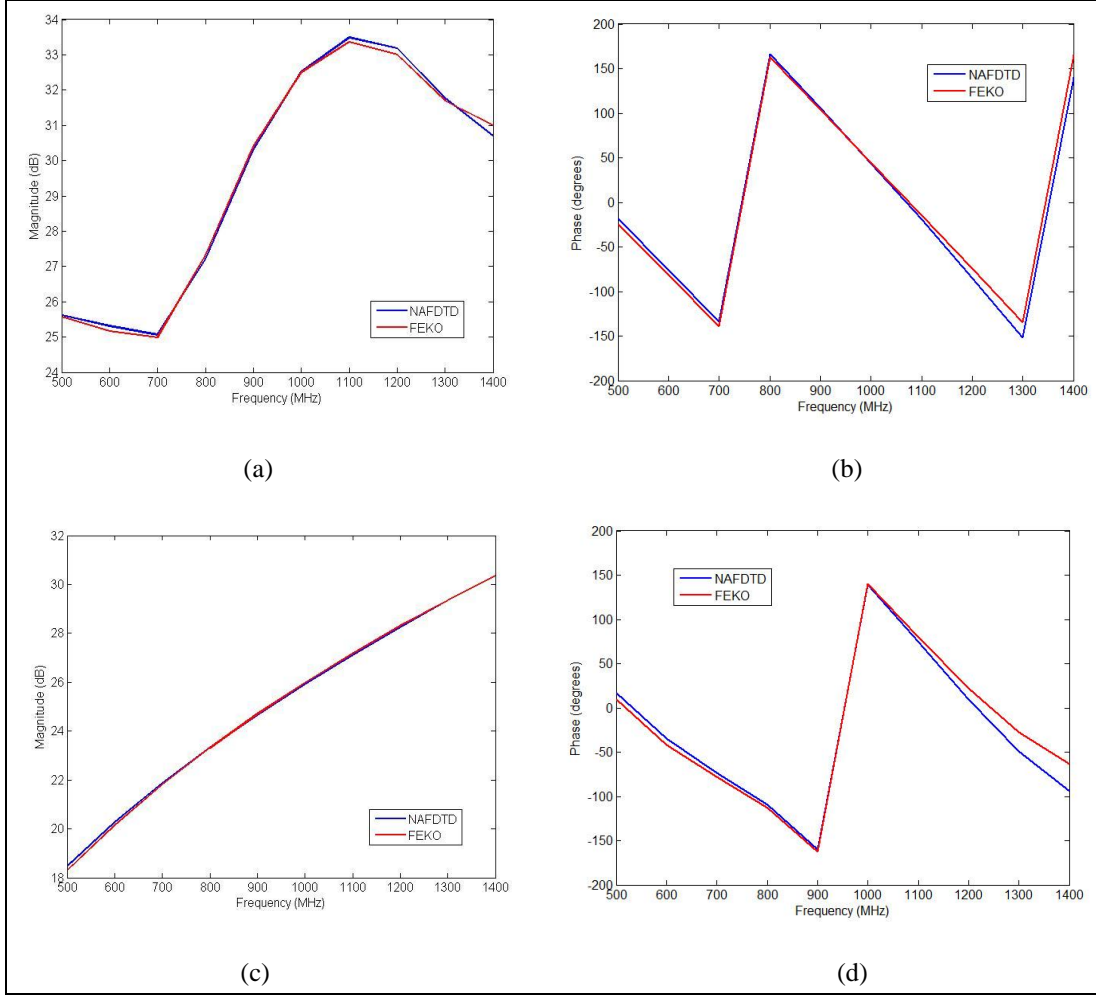 34
33
32
31
30
29
28
27
26
25
24
Magnitude (dB)
NAFDTD
FEKO
500 600 700 800 900 1000 1100 1200 1300 1400
Frequency (MHz)
(a)
200
150
100
50
0
-50
-100
-150
-200
Phase (degrees)
NAFDTD
FEKO
500 600 700 800 900 1000 1100 1200 1300 1400
Frequency (MHz)
(b)
32
30
28
26
24
22
20
18
Magnitude (dB)
NAFDTD
FEKO
500 600 700 800 900 1000 1100 1200 1300 1400
Frequency (MHz)
(c)
200
150
100
50
0
-50
-100
-150
-200
Phase (degrees)
NAFDTD
FEKO
500 600 700 800 900 1000 1100 1200 1300 1400
Frequency (MHz)
(d)